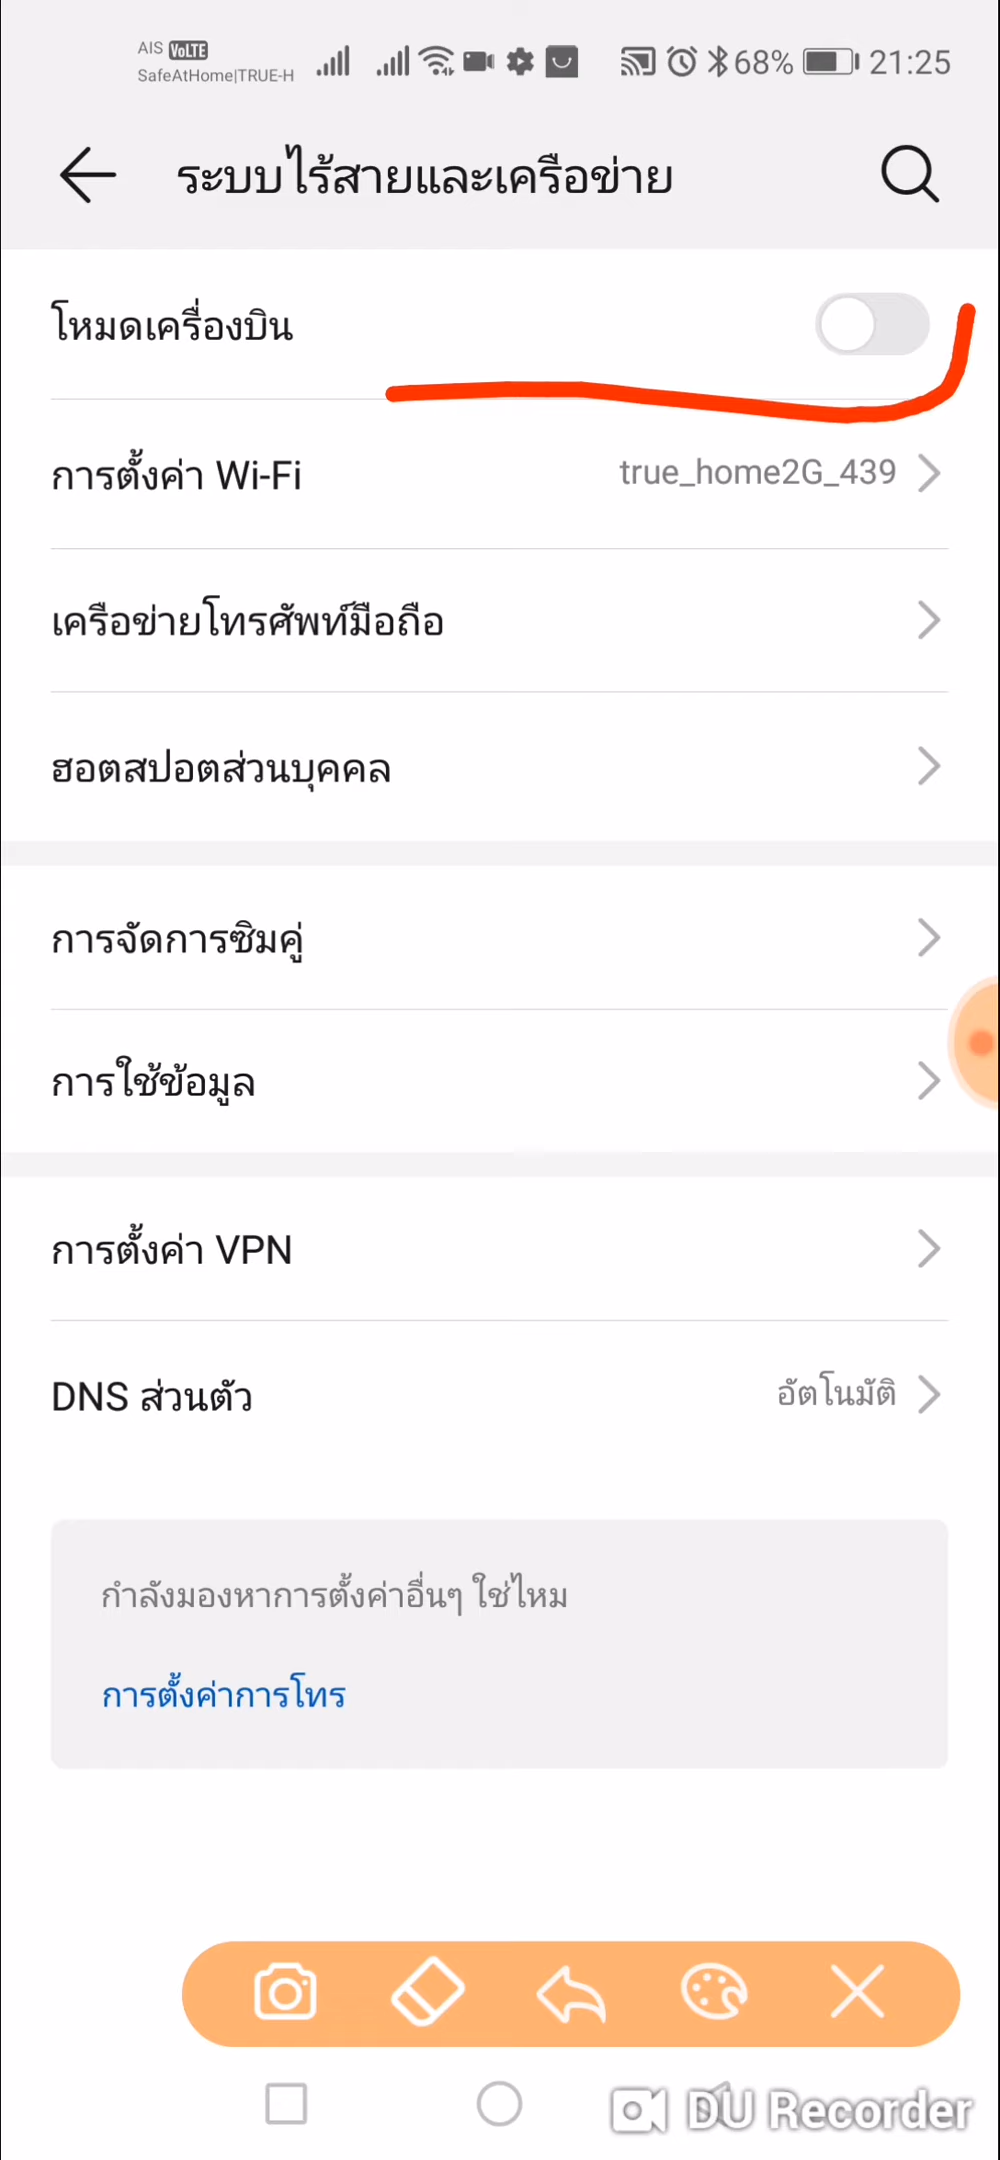 AIS VoLTE
SafeAtHome|TRUE-H
68% 21:25
ระบบไร้สายและเครือข่าย
โหมดเครื่องบิน
การตั้งค่า Wi-Fi true_home2G_439
เครือข่ายโทรศัพท์มือถือ
ฮอตสปอตส่วนบุคคล
การจัดการซิมคู่
การใช้ข้อมูล
การตั้งค่า VPN
DNS ส่วนตัว อัตโนมัติ
กำลังมองหาการตั้งค่าอื่นๆ ใช่ไหม
การตั้งค่าการโทร
DU Recorder